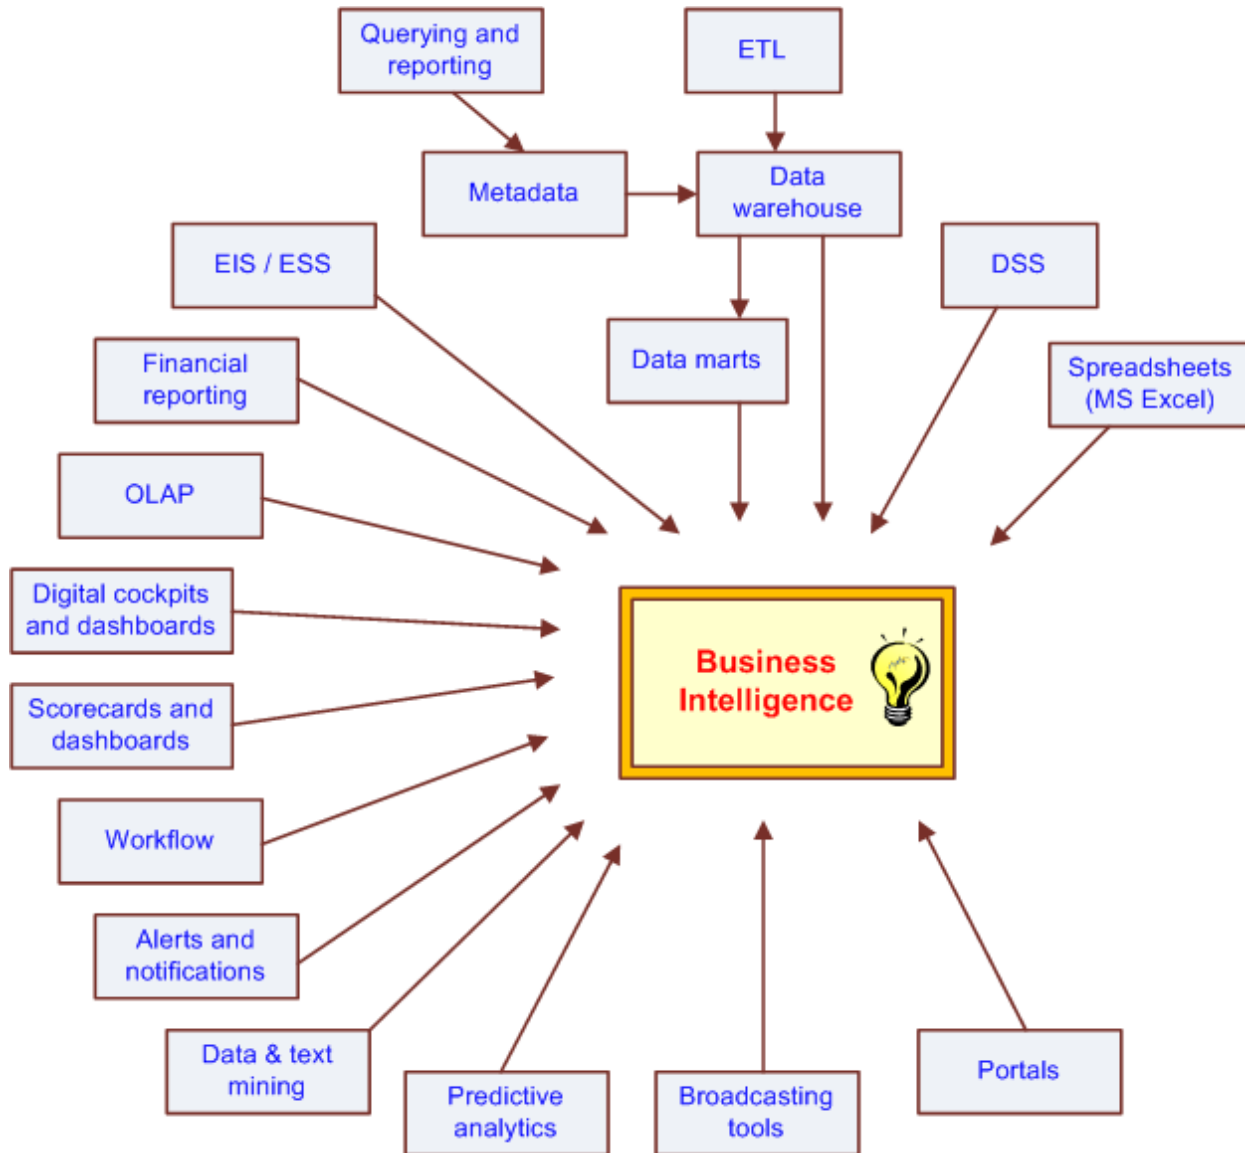 Querying and
reporting
ETL
Metadata
Data
warehouse
EIS / ESS
DSS
Financial
reporting
Data marts
Spreadsheets
(MS Excel)
OLAP
Digital cockpits
and dashboards
Business
Intelligence
Scorecards and
dashboards
Workflow
Alerts and
notifications
Data & text
mining
Predictive
analytics
Broadcasting
tools
Portals